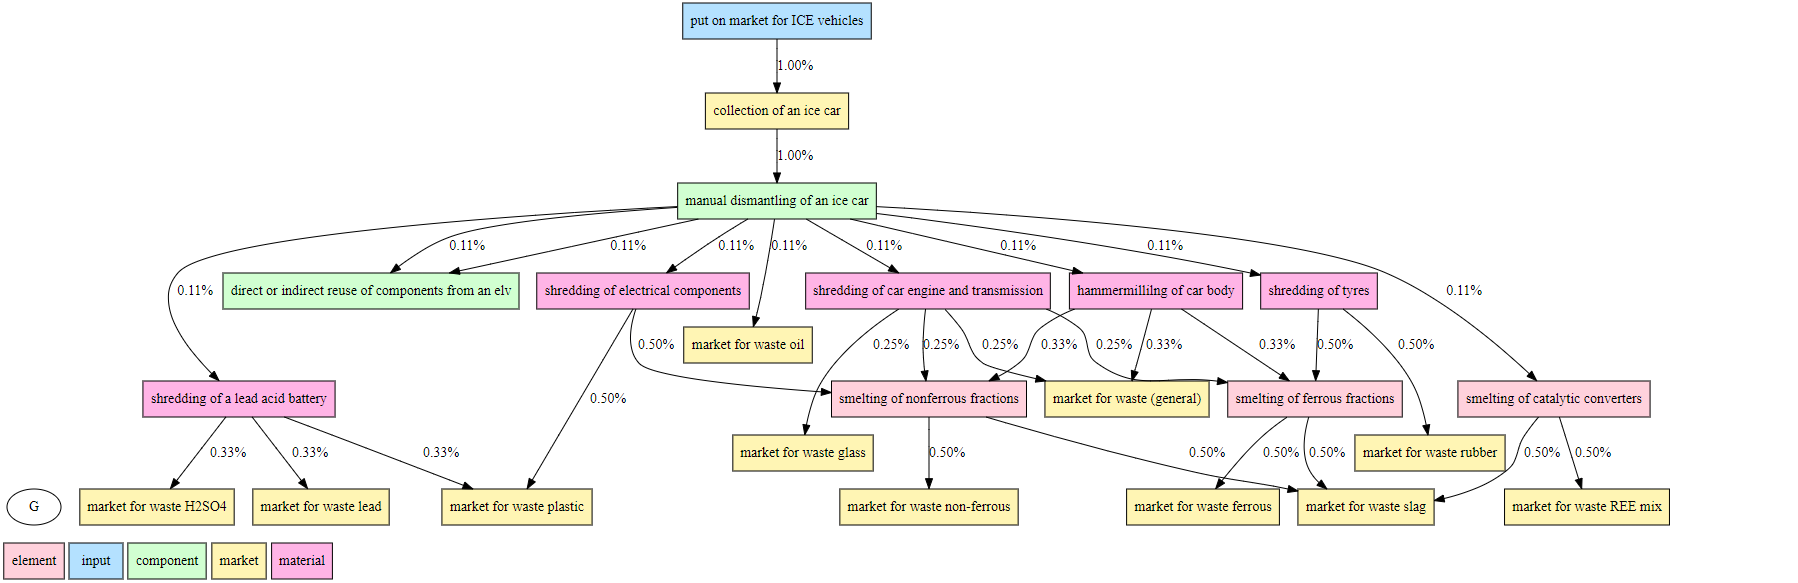 put on market for ICE vehicles
1.00%
collection of an ice car
1.00%
manual dismantling of an ice car
0.11% 0.11% 0.11% 0.11% 0.11% 0.11% 0.11%
0.11% direct or indirect reuse of components from an elv shredding of electrical components shredding of car engine and transmission hammermillilng of car body shredding of tyres 0.11%
0.50% market for waste oil 0.25% 0.25% 0.25% 0.33% 0.25% 0.33% 0.33% 0.50% 0.50%
shredding of a lead acid battery 0.50% smelting of nonferrous fractions market for waste (general) smelting of ferrous fractions smelting of catalytic converters
0.33% 0.33% 0.33% market for waste glass 0.50% 0.50% 0.50% 0.50% market for waste rubber 0.50% 0.50%
G market for waste H2SO4 market for waste lead market for waste plastic market for waste non-ferrous market for waste ferrous market for waste slag market for waste REE mix
element input component market material